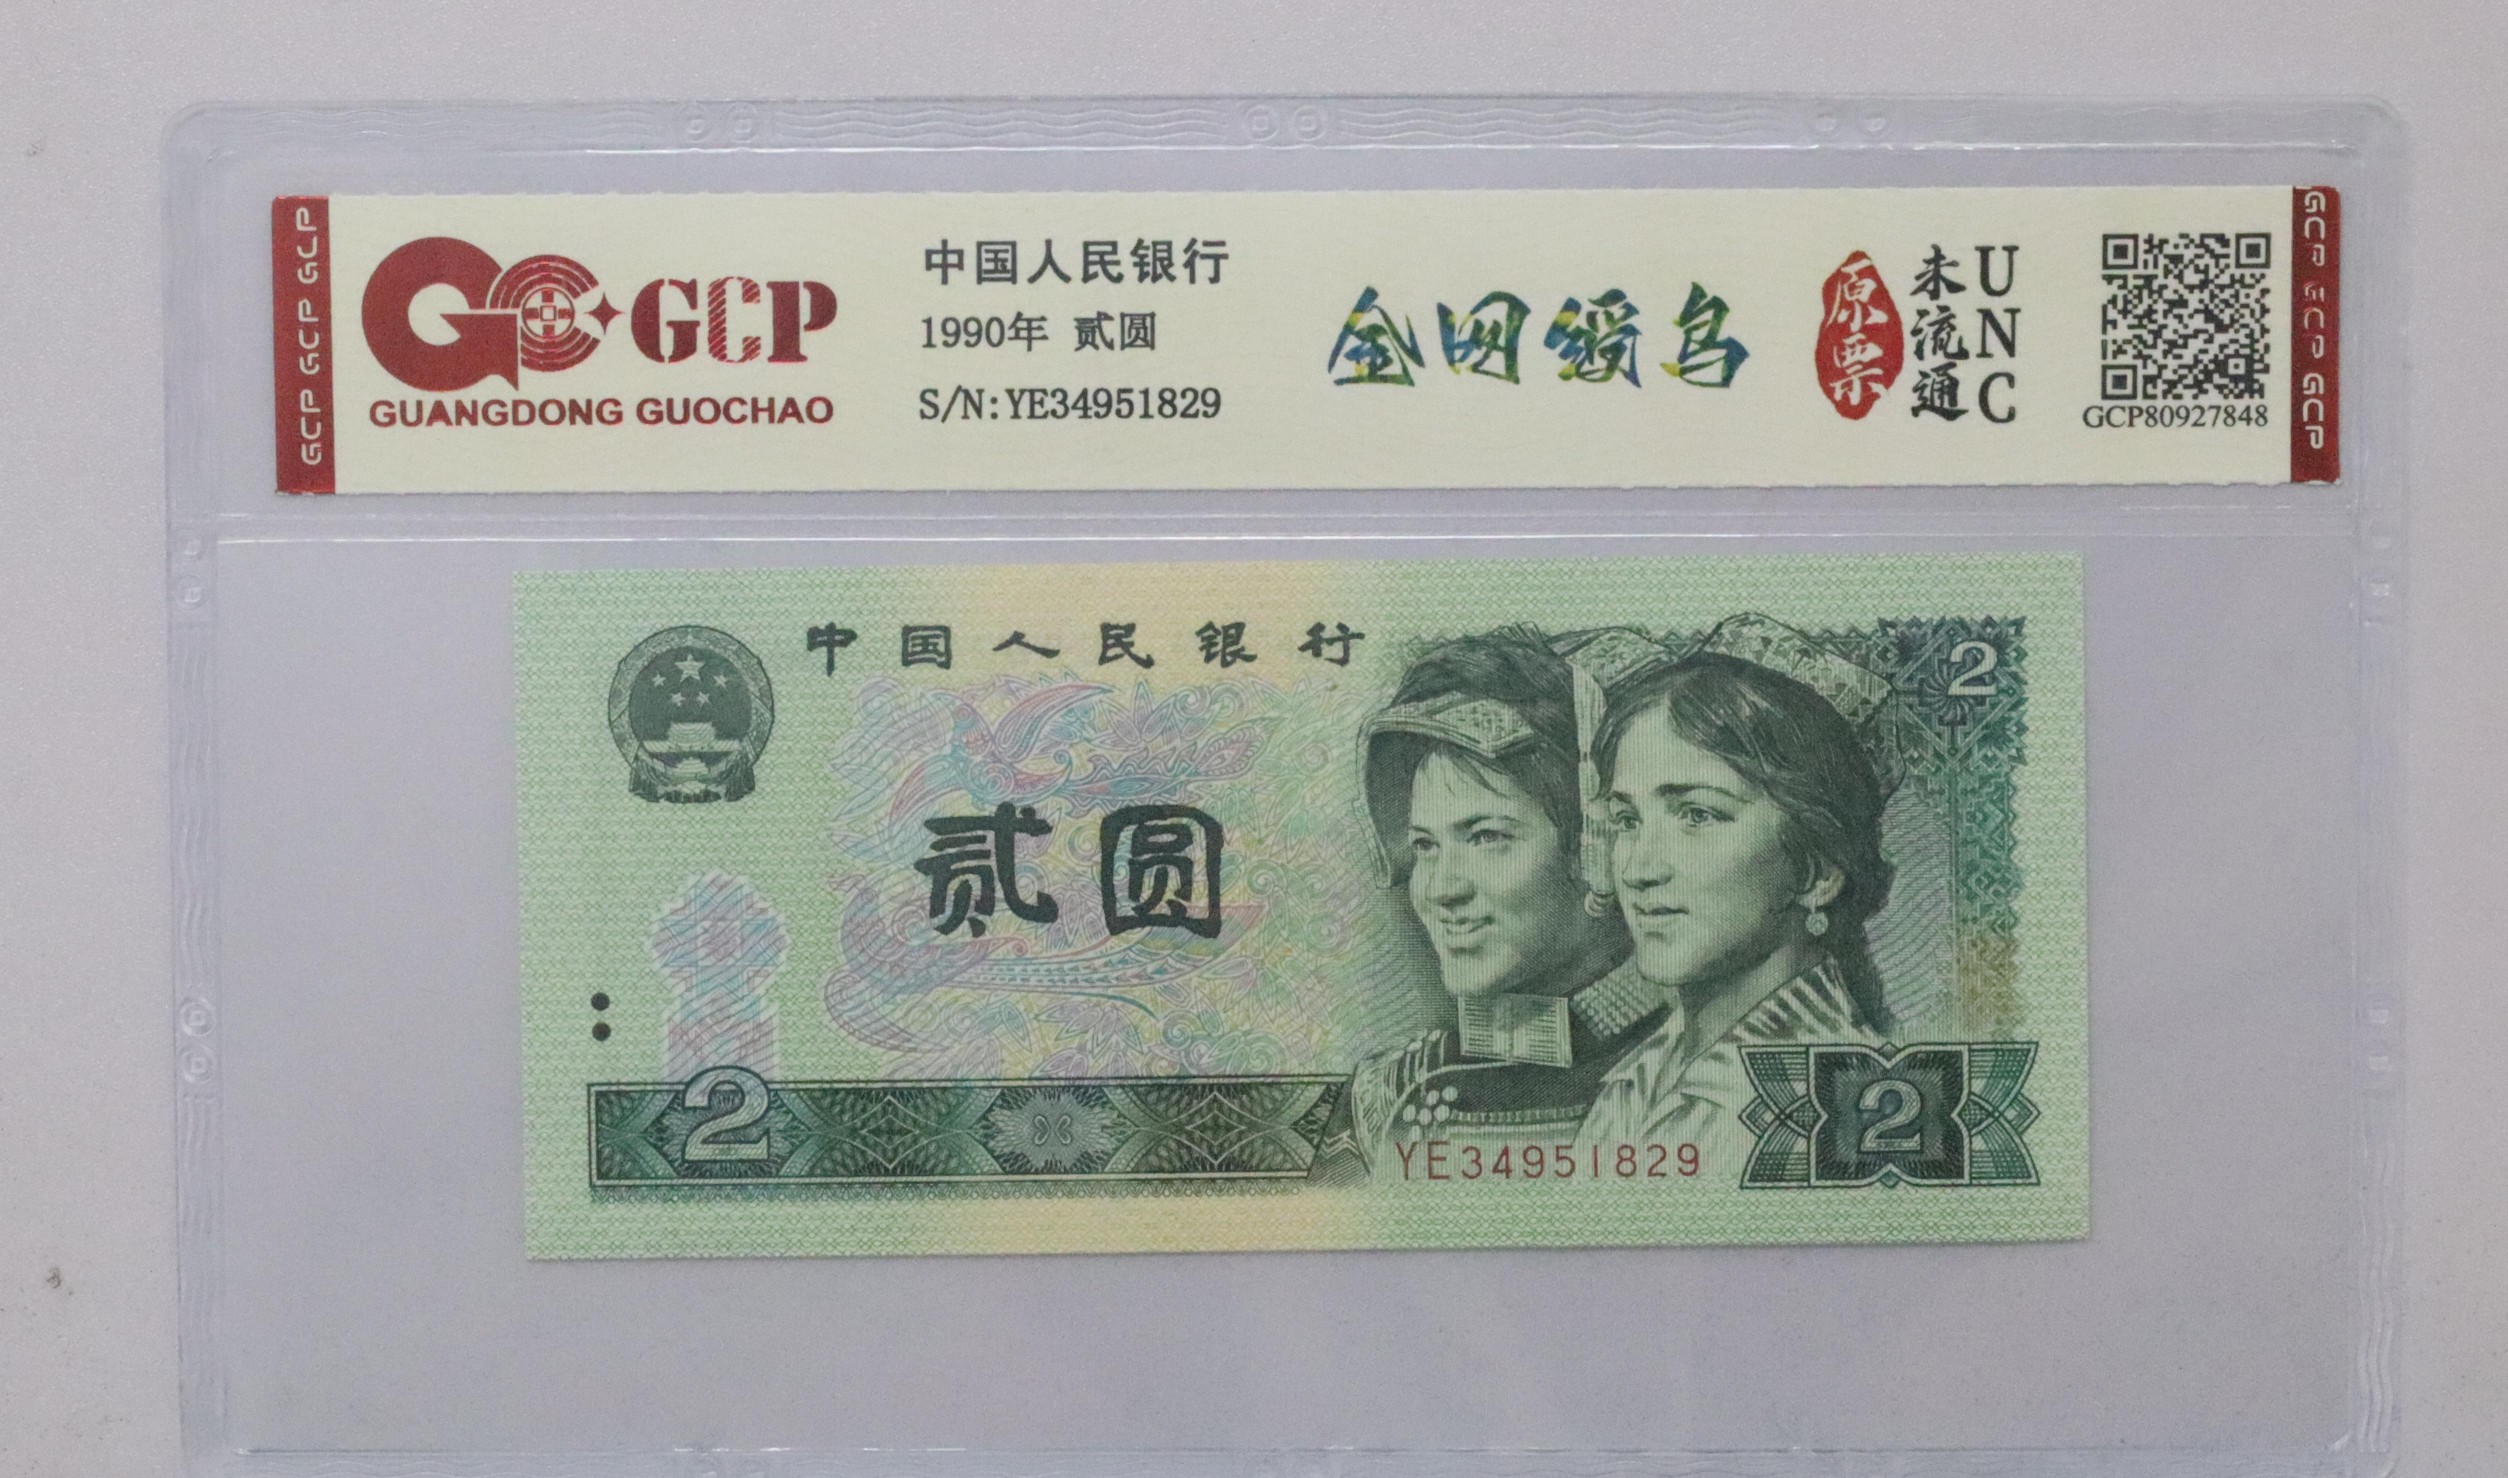 GCP GCP GCP
GCP
GUANGDONG GUOCHAO
中国人民银行
1990年 贰圆
S/N:YE34951829
金网绶鸟
原票
未流通
UNC
GCP80927848
GCP GCP GCP
中国人民银行
2
贰圆
2
YE34951829
2